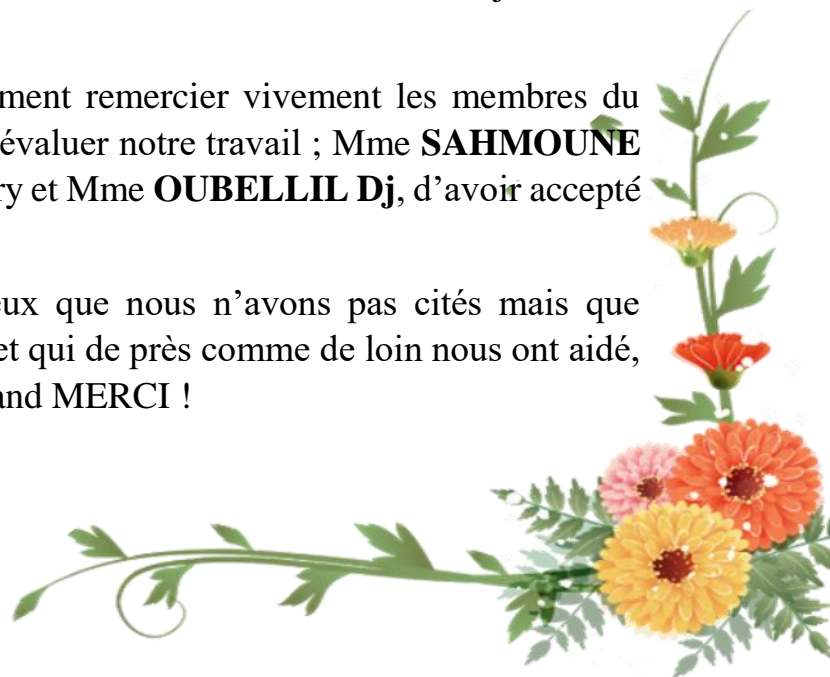 ment remercier vivement les membres du
évaluer notre travail ; Mme SAHMOUNE
ry et Mme OUBELLIL Dj, d’avoir accepté
eux que nous n’avons pas cités mais que
et qui de près comme de loin nous ont aidé,
and MERCI !